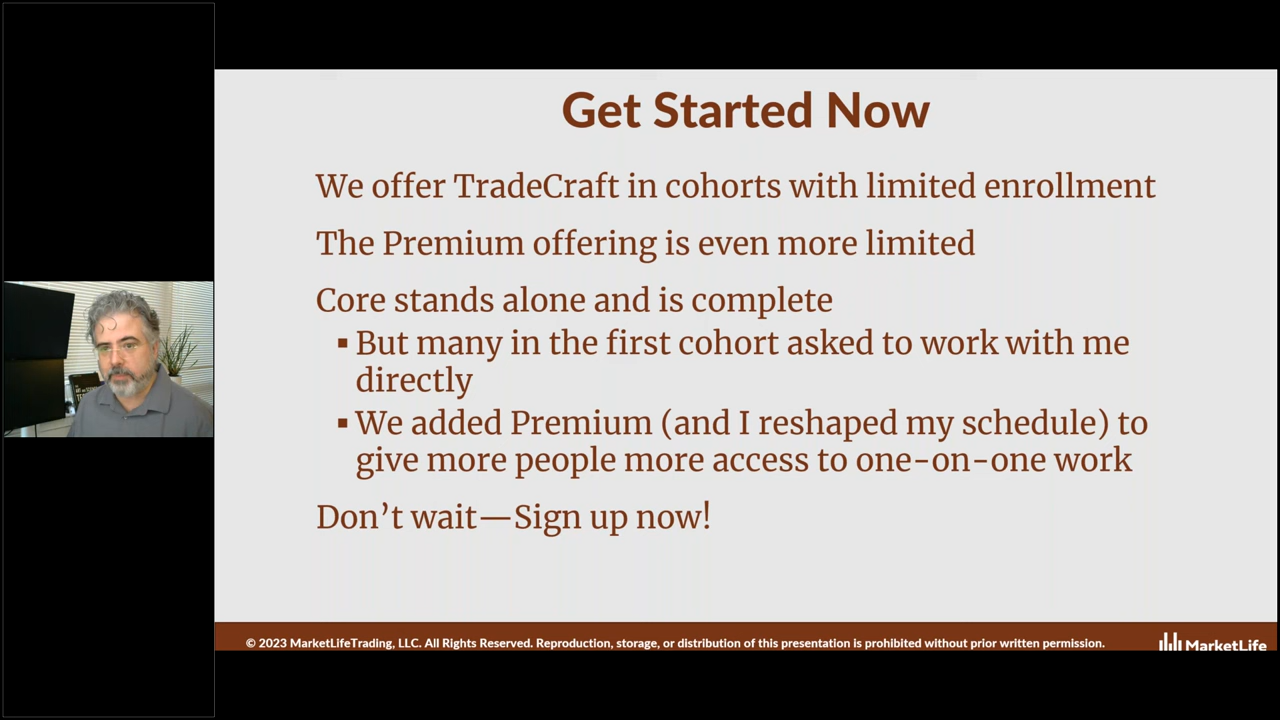 Get Started Now
We offer TradeCraft in cohorts with limited enrollment
The Premium offering is even more limited
Core stands alone and is complete
▪ But many in the first cohort asked to work with me
directly
▪ We added Premium (and I reshaped my schedule) to
give more people more access to one-on-one work
Don’t wait—Sign up now!
© 2023 MarketLifeTrading, LLC. All Rights Reserved. Reproduction, storage, or distribution of this presentation is prohibited without prior written permission.
MarketLife